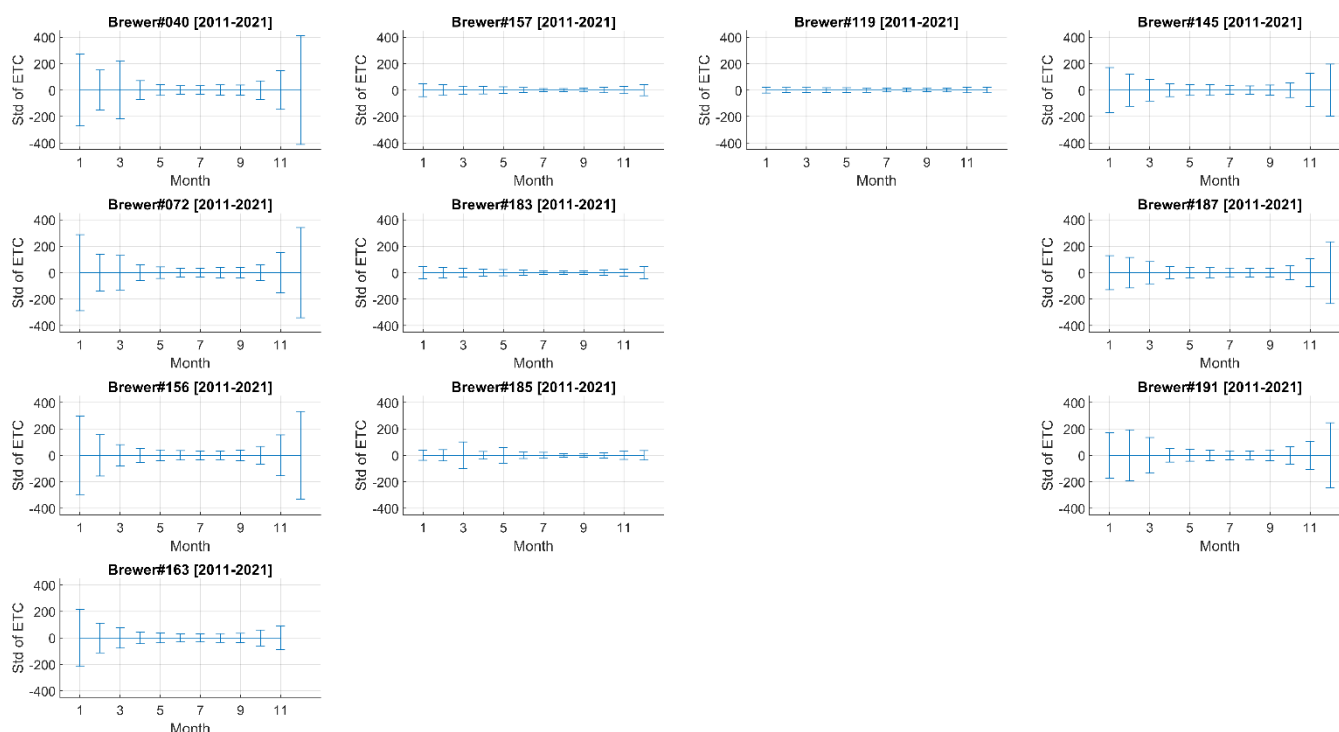 Brewer#040 [2011-2021]
400
200
0
-200
-400
Std of ETC
1 3 5 7 9 11
Month
Brewer#157 [2011-2021]
400
200
0
-200
-400
Std of ETC
1 3 5 7 9 11
Month
Brewer#119 [2011-2021]
400
200
0
-200
-400
Std of ETC
1 3 5 7 9 11
Month
Brewer#145 [2011-2021]
400
200
0
-200
-400
Std of ETC
1 3 5 7 9 11
Month
Brewer#072 [2011-2021]
400
200
0
-200
-400
Std of ETC
1 3 5 7 9 11
Month
Brewer#183 [2011-2021]
400
200
0
-200
-400
Std of ETC
1 3 5 7 9 11
Month
Brewer#187 [2011-2021]
400
200
0
-200
-400
Std of ETC
1 3 5 7 9 11
Month
Brewer#156 [2011-2021]
400
200
0
-200
-400
Std of ETC
1 3 5 7 9 11
Month
Brewer#185 [2011-2021]
400
200
0
-200
-400
Std of ETC
1 3 5 7 9 11
Month
Brewer#191 [2011-2021]
400
200
0
-200
-400
Std of ETC
1 3 5 7 9 11
Month
Brewer#163 [2011-2021]
400
200
0
-200
-400
Std of ETC
1 3 5 7 9 11
Month